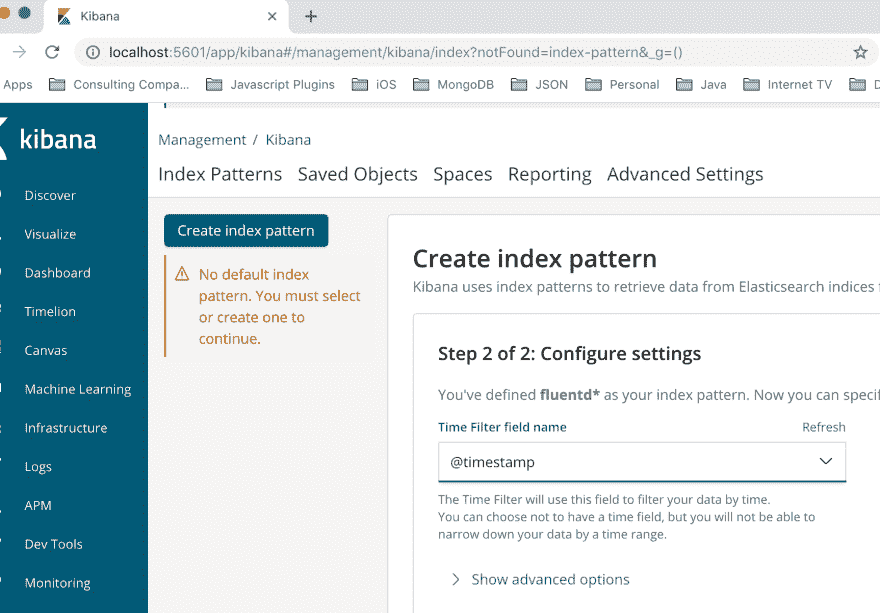 Kibana
localhost:5601/app/kibana#/management/kibana/index?notFound=index-pattern&_g=()
Apps Consulting Compa... Javascript Plugins iOS MongoDB JSON Personal Java Internet TV
kibana
Management / Kibana
Index Patterns Saved Objects Spaces Reporting Advanced Settings
Discover
Visualize
Dashboard
Timelion
Canvas
Machine Learning
Infrastructure
Logs
APM
Dev Tools
Monitoring
Create index pattern
No default index
pattern. You must select
or create one to
continue.
Create index pattern
Kibana uses index patterns to retrieve data from Elasticsearch indices
Step 2 of 2: Configure settings
You've defined fluentd* as your index pattern. Now you can specif
Time Filter field name Refresh
@timestamp
The Time Filter will use this field to filter your data by time.
You can choose not to have a time field, but you will not be able to
narrow down your data by a time range.
Show advanced options